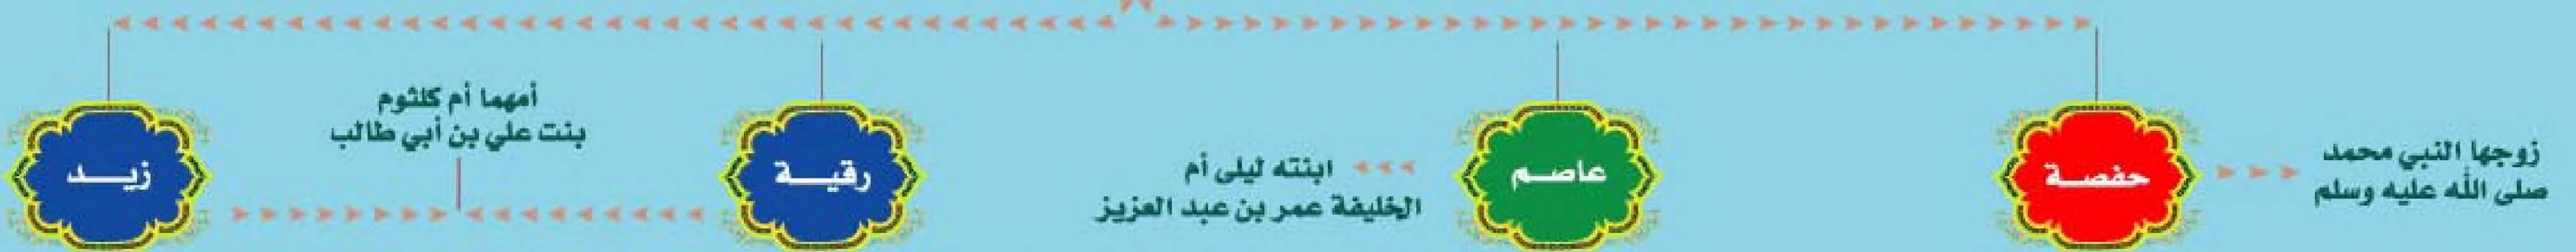 زوجها النبي محمد
صلى الله عليه وسلم
حفصة
عاصم
ابنته ليلى أم
الخليفة عمر بن عبد العزيز
رقية
أمهما أم كلثوم
بنت علي بن أبي طالب
زيد